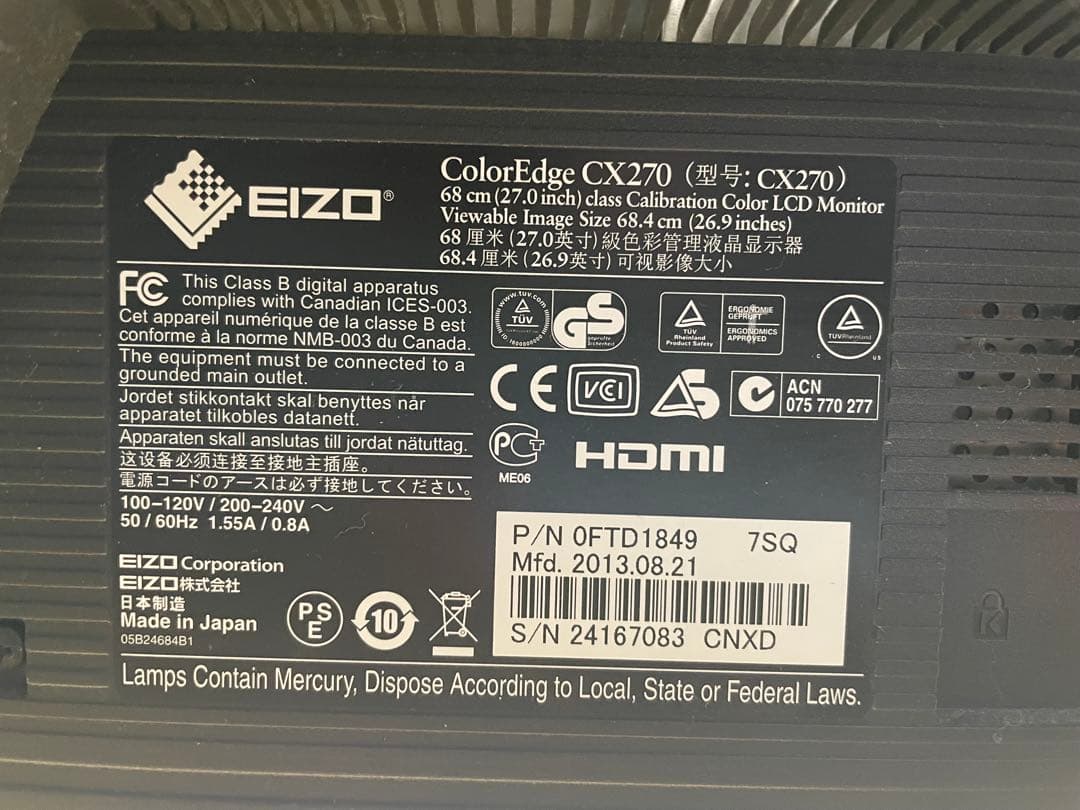 EIZO®
ColorEdge CX270 (型号: CX270)
68 cm (27.0 inch) class Calibration Color LCD Monitor
Viewable Image Size 68.4 cm (26.9 inches)
68 厘米 (27.0英寸) 級色彩管理液晶显示器
68.4 厘米 (26.9英寸) 可视影像大小
FC
This Class B digital apparatus
complies with Canadian ICES-003.
Cet appareil numérique de la classe B est
conforme à la norme NMB-003 du Canada.
The equipment must be connected to a
grounded main outlet.
Jordet stikkontakt skal benyttes når
apparatet tilkobles datanett.
Apparaten skall anslutas till jordat nätuttag.
这设备必须连接至接地主插座。
電源コードのアースは必ず接地してください。
100–120V / 200–240V ～
50 / 60Hz 1.55A / 0.8A
www.tuv.com
TÜV
Rheinland
GS
geprüfte
Sicherheit
TÜV
Rheinland
Product Safety
ERGONOMIE
GEPRÜFT
ERGONOMICS
APPROVED
TÜVRheinland
C US
CE
VCI
S
ACN
075 770 277
PCT
ME06
HDMI
P/N 0FTD1849 7SQ
Mfd. 2013.08.21
S/N 24167083 CNXD
EIZO Corporation
EIZO株式会社
日本制造
Made in Japan
05B24684B1
PS
E
10
Lamps Contain Mercury, Dispose According to Local, State or Federal Laws.
K